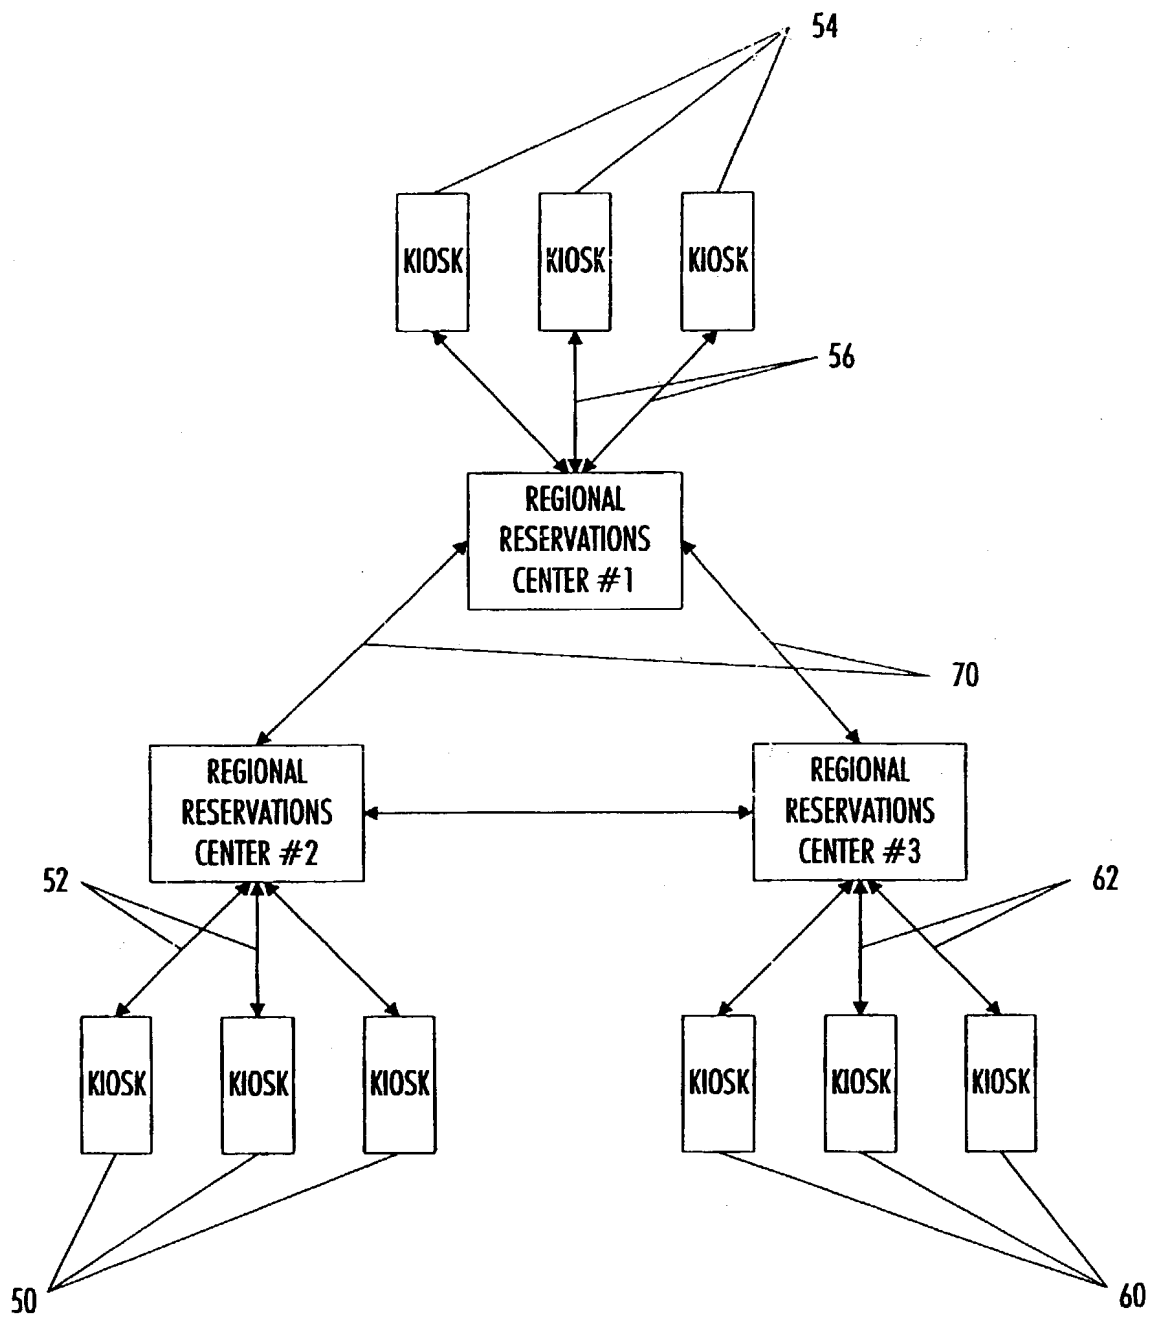 54
KIOSK
KIOSK
KIOSK
56
REGIONAL
RESERVATIONS
CENTER #1
70
REGIONAL
RESERVATIONS
CENTER #2
REGIONAL
RESERVATIONS
CENTER #3
52
62
KIOSK
KIOSK
KIOSK
KIOSK
KIOSK
KIOSK
50
60